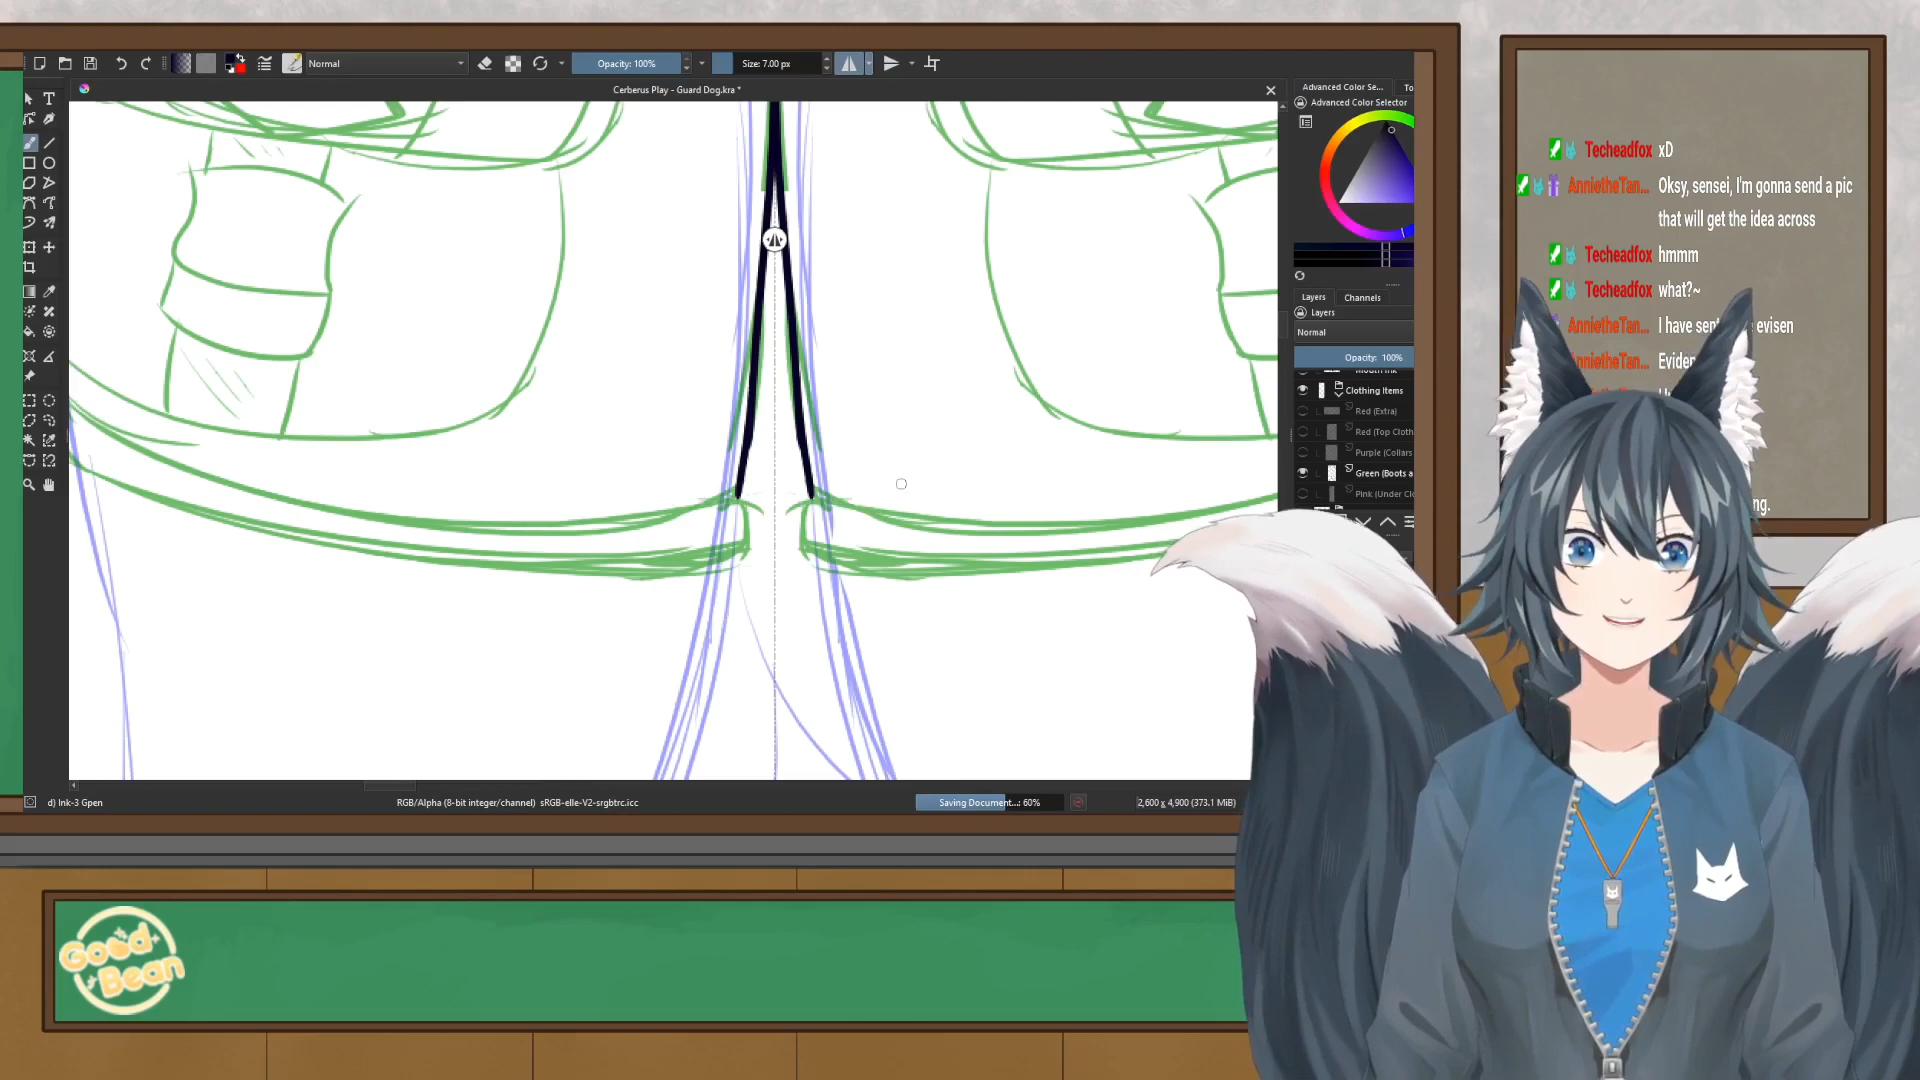 Normal
Opacity: 100%
Size: 7.00 px
Cerberus Play - Guard Dog.kra *
Advanced Color Se...
To
Advanced Color Selector
Layers
Channels
Layers
Normal
Opacity: 100%
Clothing Items
Red (Extra)
Red (Top Cloth
Purple (Collars
Green (Boots a
Pink (Under Clo
d) Ink-3 Gpen
RGB/Alpha (8-bit integer/channel) sRGB-elle-V2-srgbtrc.icc
Saving Document...: 60%
2,600 x 4,900 (373.1 MiB)
Techeadfox xD
AnnietheTan... Oksy, sensei, I'm gonna send a pic
that will get the idea across
Techeadfox hmmm
Techeadfox what?~
AnnietheTan... I have sent evisen
AnnietheTan... Eviden
ng.
Good
Bean